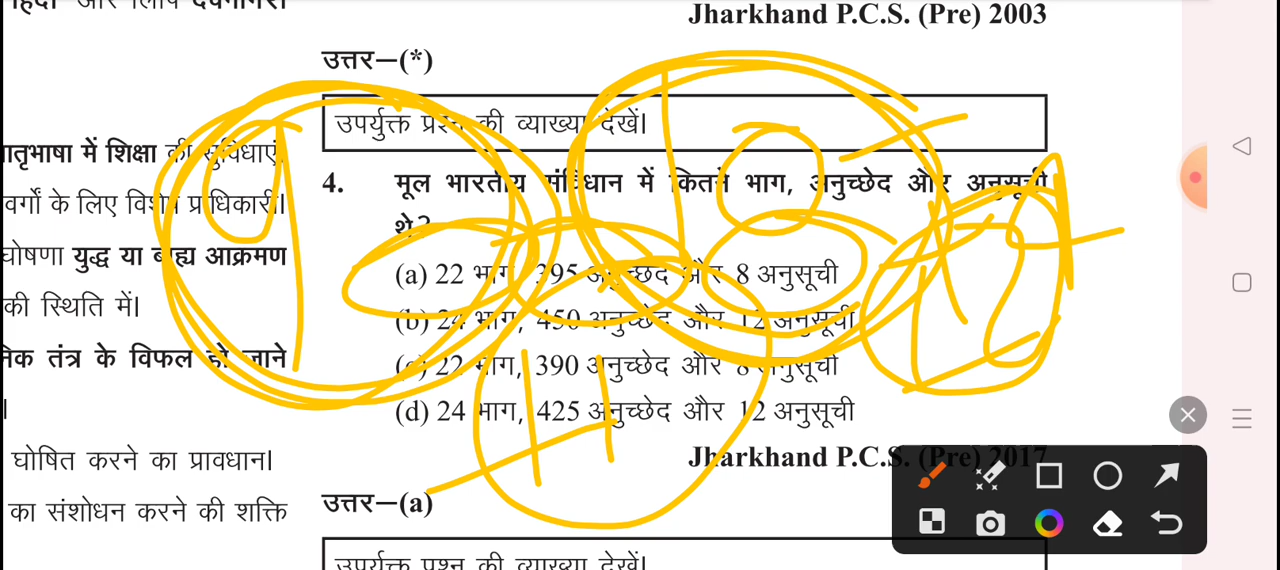 Jharkhand P.C.S. (Pre) 2003
उत्तर–(*)
उपर्युक्त प्रश्न की व्याख्या देखें।
मातृभाषा में शिक्षा की सुविधाएं
वर्गों के लिए विशेष प्राधिकारी।
घोषणा युद्ध या बाह्य आक्रमण
की स्थिति में।
तंत्र के विफल हो जाने
घोषित करने का प्रावधान।
का संशोधन करने की शक्ति
4. मूल भारतीय संविधान में कितने भाग, अनुच्छेद और अनुसूची
थे?
(a) 22 भाग, 395 अनुच्छेद और 8 अनुसूची
(b) 24 भाग, 450 अनुच्छेद और 12 अनुसूची
(c) 22 भाग, 390 अनुच्छेद और 8 अनुसूची
(d) 24 भाग, 425 अनुच्छेद और 12 अनुसूची
Jharkhand P.C.S. (Pre) 2017
उत्तर–(a)
उपर्युक्त प्रश्न की व्याख्या देखें।